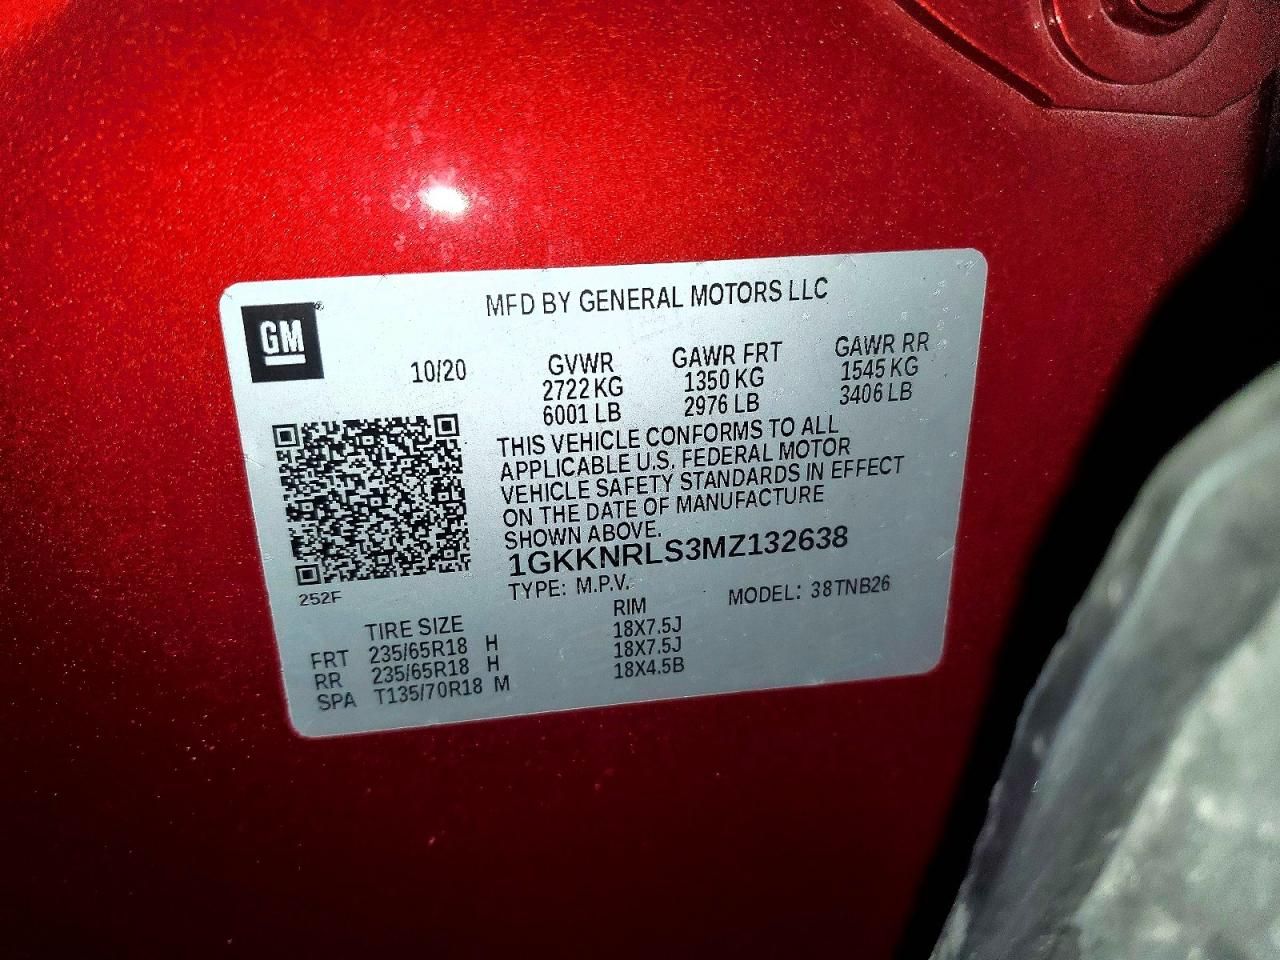 MFD BY GENERAL MOTORS LLC
GM®
10/20 GVWR GAWR FRT GAWR RR
2722 KG 1350 KG 1545 KG
6001 LB 2976 LB 3406 LB
THIS VEHICLE CONFORMS TO ALL
APPLICABLE U.S. FEDERAL MOTOR
VEHICLE SAFETY STANDARDS IN EFFECT
ON THE DATE OF MANUFACTURE
SHOWN ABOVE.
1GKKNRLS3MZ132638
252F
TYPE: M.P.V. MODEL: 38TNB26
TIRE SIZE RIM
FRT 235/65R18 H 18X7.5J
RR 235/65R18 H 18X7.5J
SPA T135/70R18 M 18X4.5B